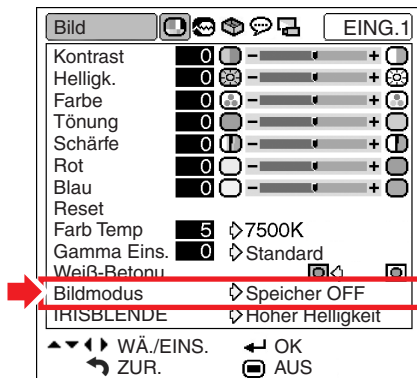 Bild EING.1
Kontrast 0
Helligk. 0
Farbe 0
Tönung 0
Schärfe 0
Rot 0
Blau 0
Reset
Farb Temp 5 7500K
Gamma Eins. 0 Standard
Weiß-Betonu
Bildmodus Speicher OFF
IRISBLENDE Hoher Helligkeit
WÄ./EINS. OK
ZUR. AUS